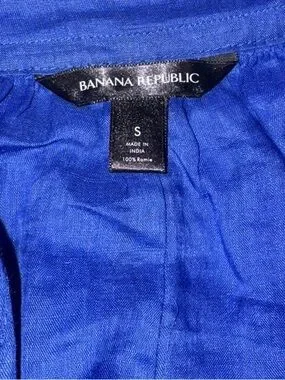 BANANA REPUBLIC
S
MADE IN
INDIA
100% Ramie